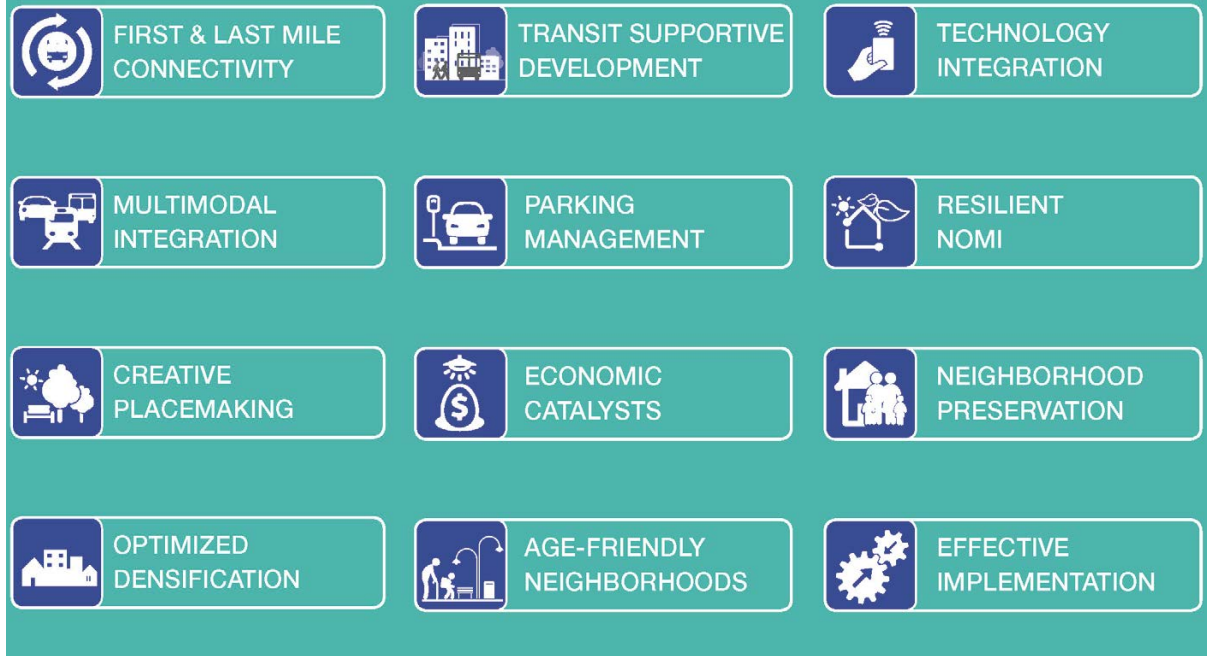 FIRST & LAST MILE
CONNECTIVITY
TRANSIT SUPPORTIVE
DEVELOPMENT
TECHNOLOGY
INTEGRATION
MULTIMODAL
INTEGRATION
PARKING
MANAGEMENT
RESILIENT
NOMI
CREATIVE
PLACEMAKING
$
ECONOMIC
CATALYSTS
NEIGHBORHOOD
PRESERVATION
OPTIMIZED
DENSIFICATION
AGE-FRIENDLY
NEIGHBORHOODS
EFFECTIVE
IMPLEMENTATION